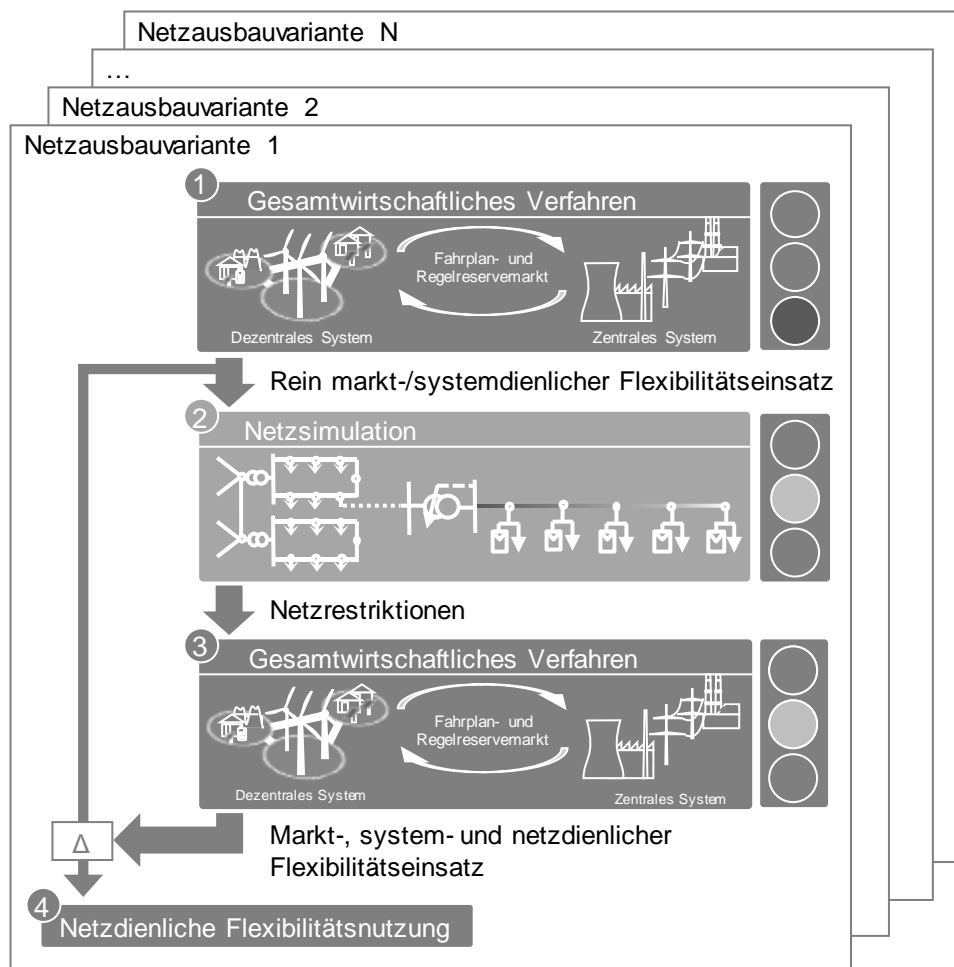 Netzausbauvariante N
…
Netzausbauvariante 2
Netzausbauvariante 1
1
Gesamtwirtschaftliches Verfahren
Fahrplan- und
Regelreservemarkt
Dezentrales System
Zentrales System
Rein markt-/systemdienlicher Flexibilitätseinsatz
2
Netzsimulation
Netzrestriktionen
3
Gesamtwirtschaftliches Verfahren
Fahrplan- und
Regelreservemarkt
Dezentrales System
Zentrales System
Δ
Markt-, system- und netzdienlicher
Flexibilitätseinsatz
4
Netzdienliche Flexibilitätsnutzung